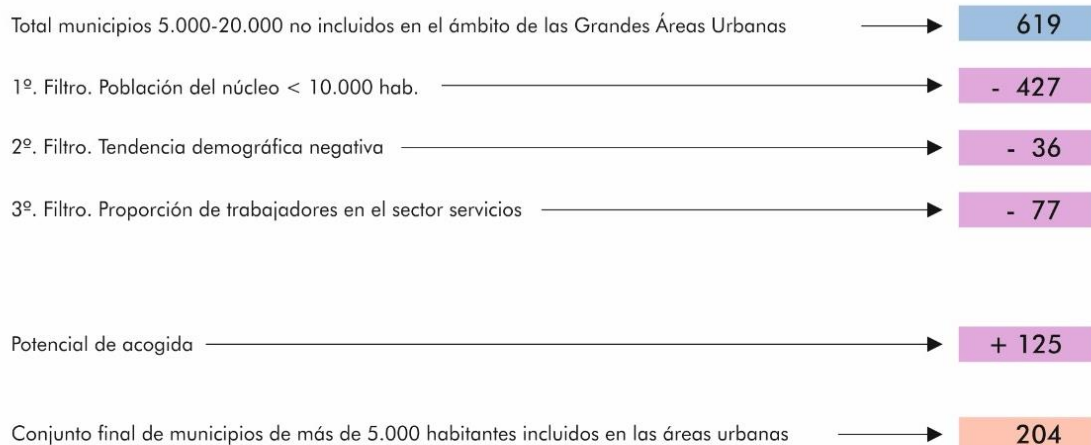 Total municipios 5.000-20.000 no incluidos en el ámbito de las Grandes Áreas Urbanas 619
1º. Filtro. Población del núcleo < 10.000 hab. - 427
2º. Filtro. Tendencia demográfica negativa - 36
3º. Filtro. Proporción de trabajadores en el sector servicios - 77
Potencial de acogida + 125
Conjunto final de municipios de más de 5.000 habitantes incluidos en las áreas urbanas 204